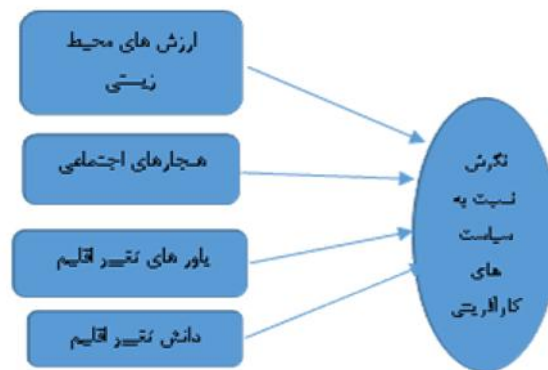 ارزش های محیط
زیستی
هنجارهای اجتماعی
باور های تغییر اقلیم
دانش تغییر اقلیم
نگرش
نسبت به
سیاست
های
کارآفرینی